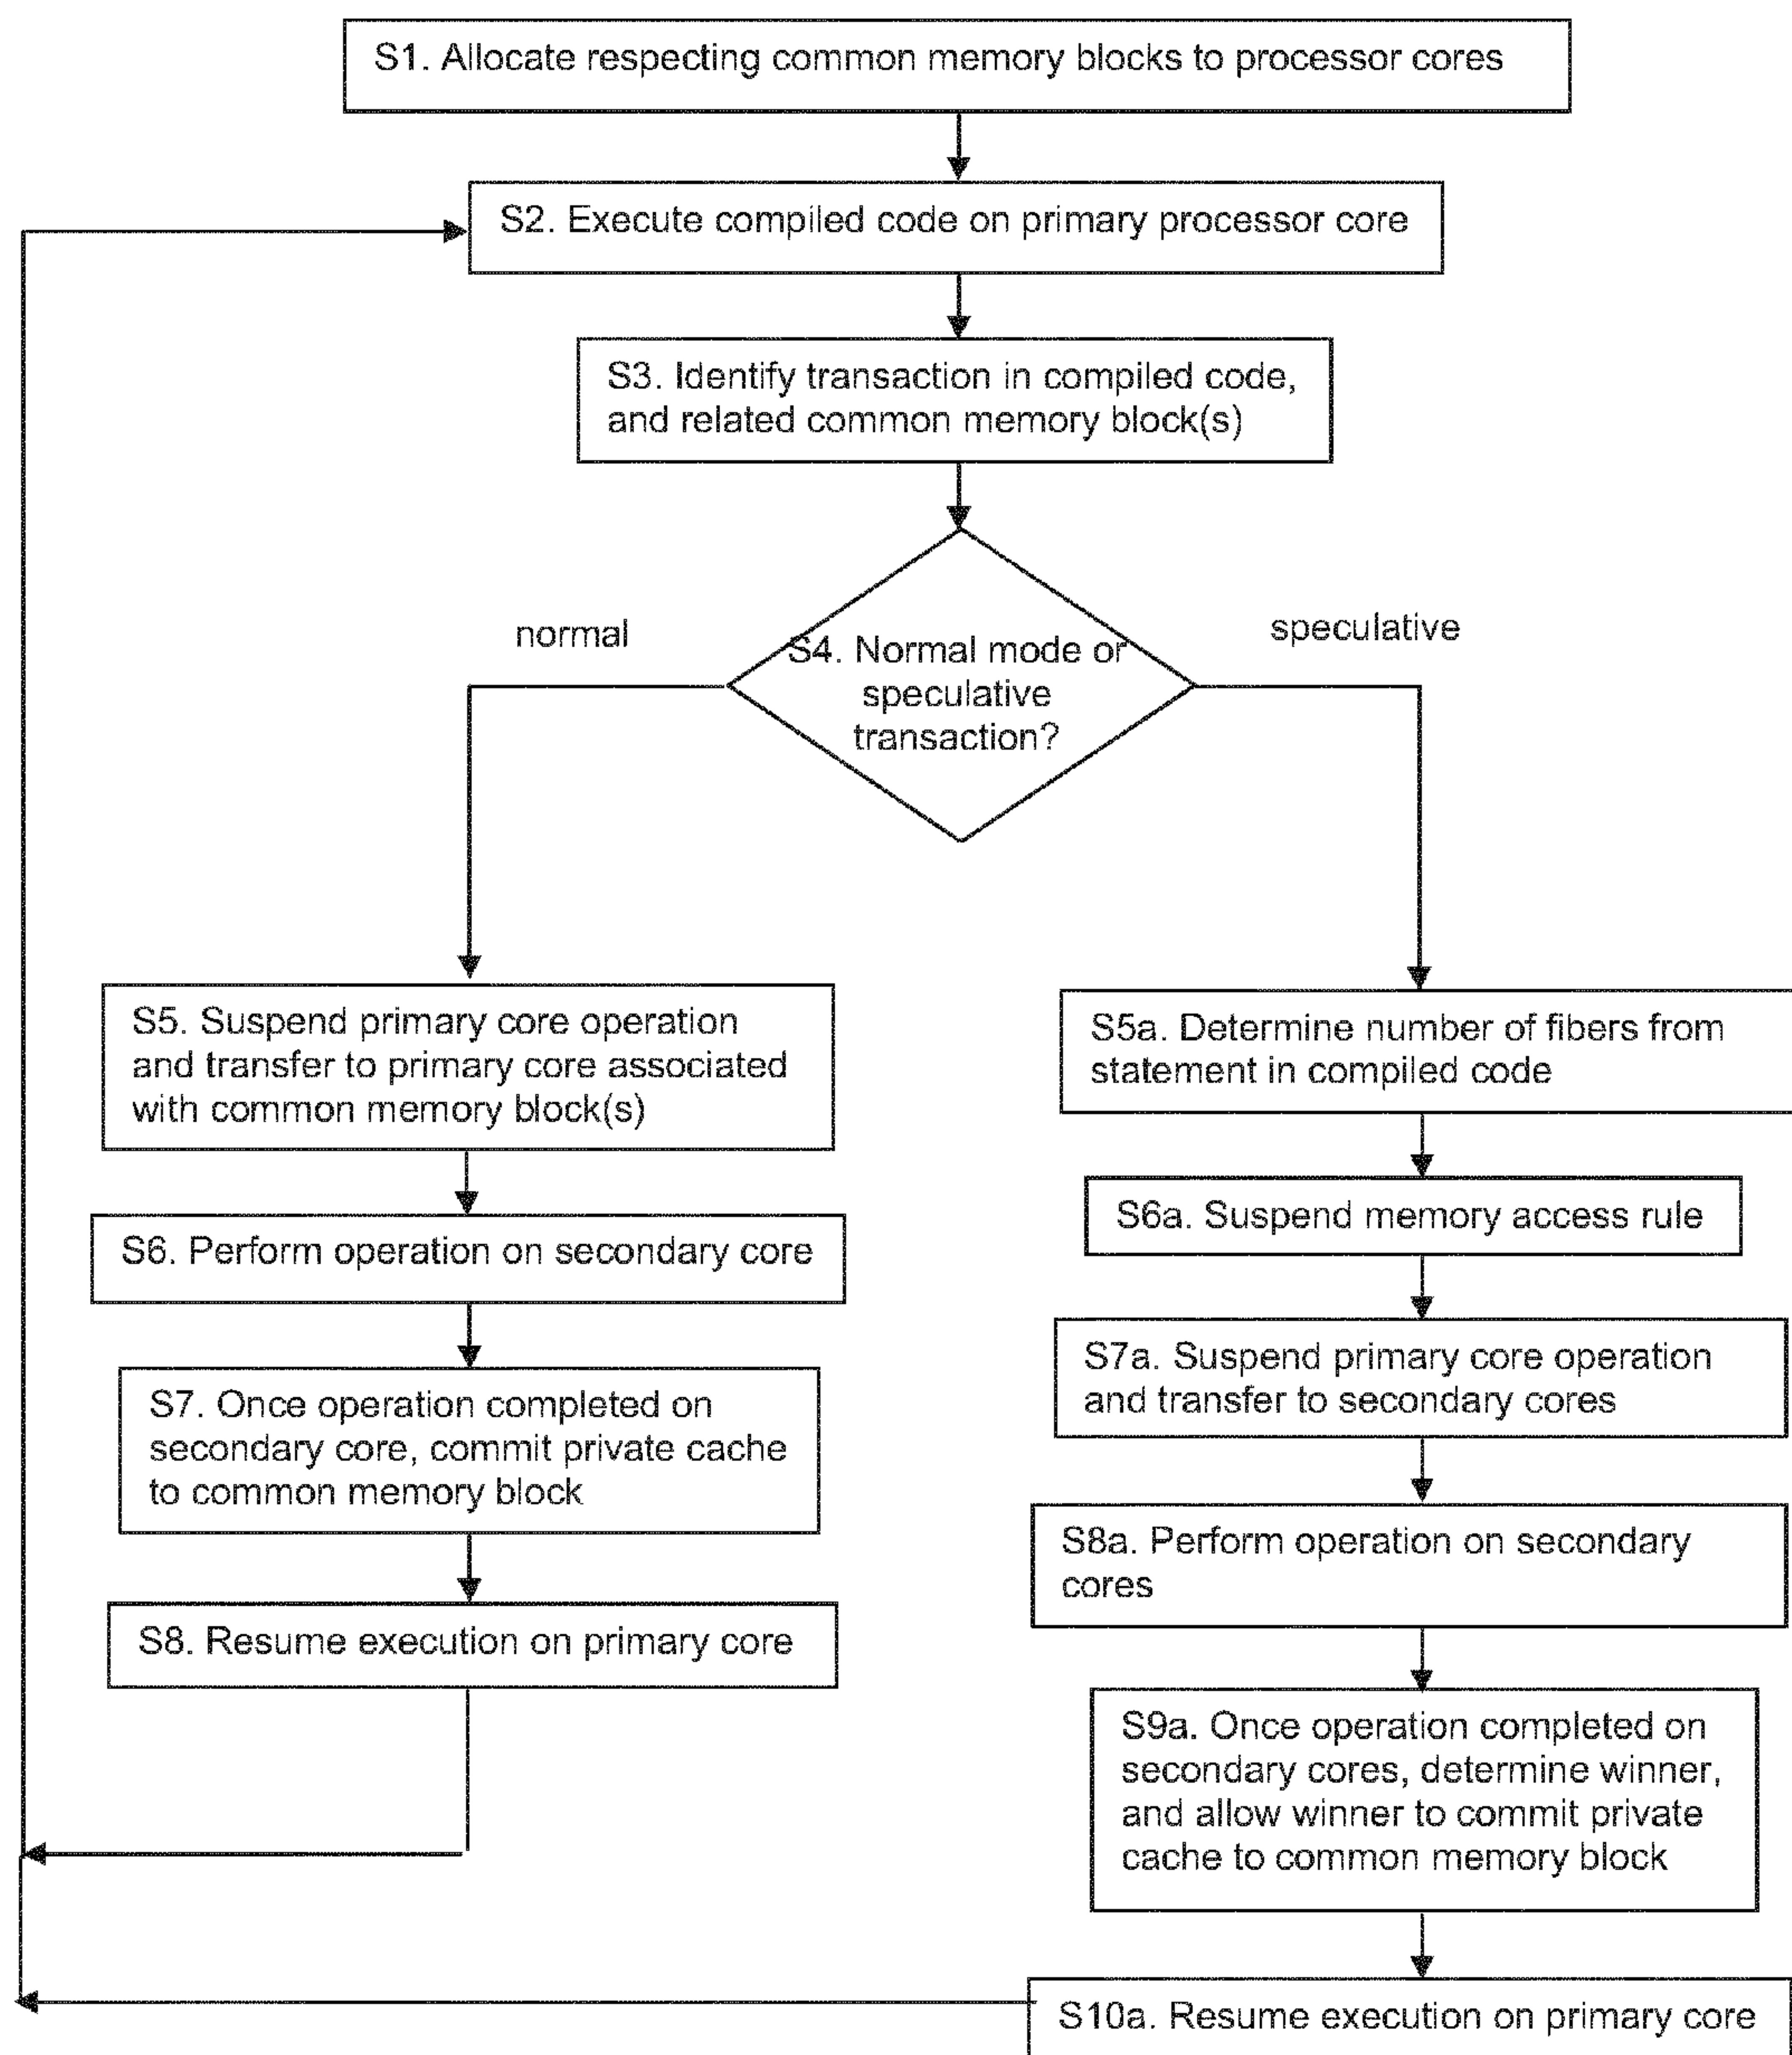 S1. Allocate respecting common memory blocks to processor cores
S2. Execute compiled code on primary processor core
S3. Identify transaction in compiled code,
and related common memory block(s)
normal
speculative
S4. Normal mode or
speculative
transaction?
S5. Suspend primary core operation
and transfer to primary core associated
with common memory block(s)
S6. Perform operation on secondary core
S7. Once operation completed on
secondary core, commit private cache
to common memory block
S8. Resume execution on primary core
S5a. Determine number of fibers from
statement in compiled code
S6a. Suspend memory access rule
S7a. Suspend primary core operation
and transfer to secondary cores
S8a. Perform operation on secondary
cores
S9a. Once operation completed on
secondary cores, determine winner,
and allow winner to commit private
cache to common memory block
S10a. Resume execution on primary core